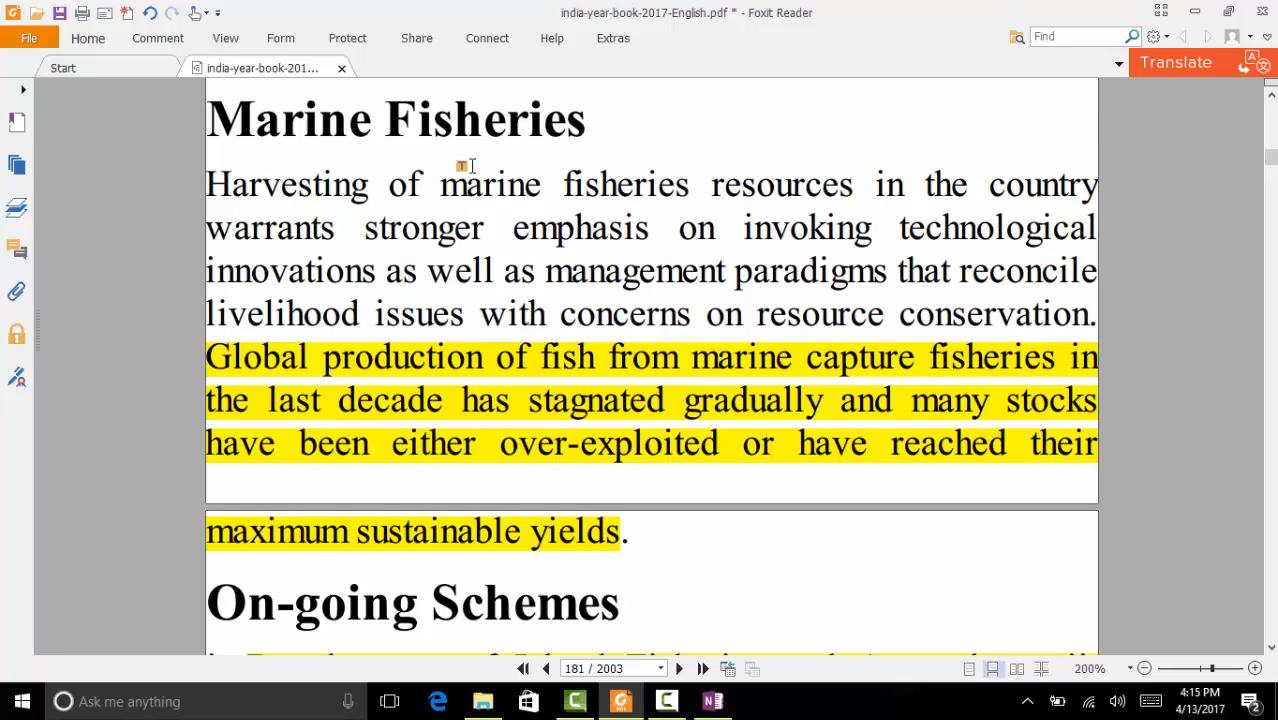 india-year-book-2017-English.pdf * - Foxit Reader
File Home Comment View Form Protect Share Connect Help Extras Find
Start india-year-book-201... Translate
Marine Fisheries
Harvesting of marine fisheries resources in the country
warrants stronger emphasis on invoking technological
innovations as well as management paradigms that reconcile
livelihood issues with concerns on resource conservation.
Global production of fish from marine capture fisheries in
the last decade has stagnated gradually and many stocks
have been either over-exploited or have reached their
maximum sustainable yields.
On-going Schemes
181 / 2003 200%
Ask me anything 4:15 PM
4/13/2017 2